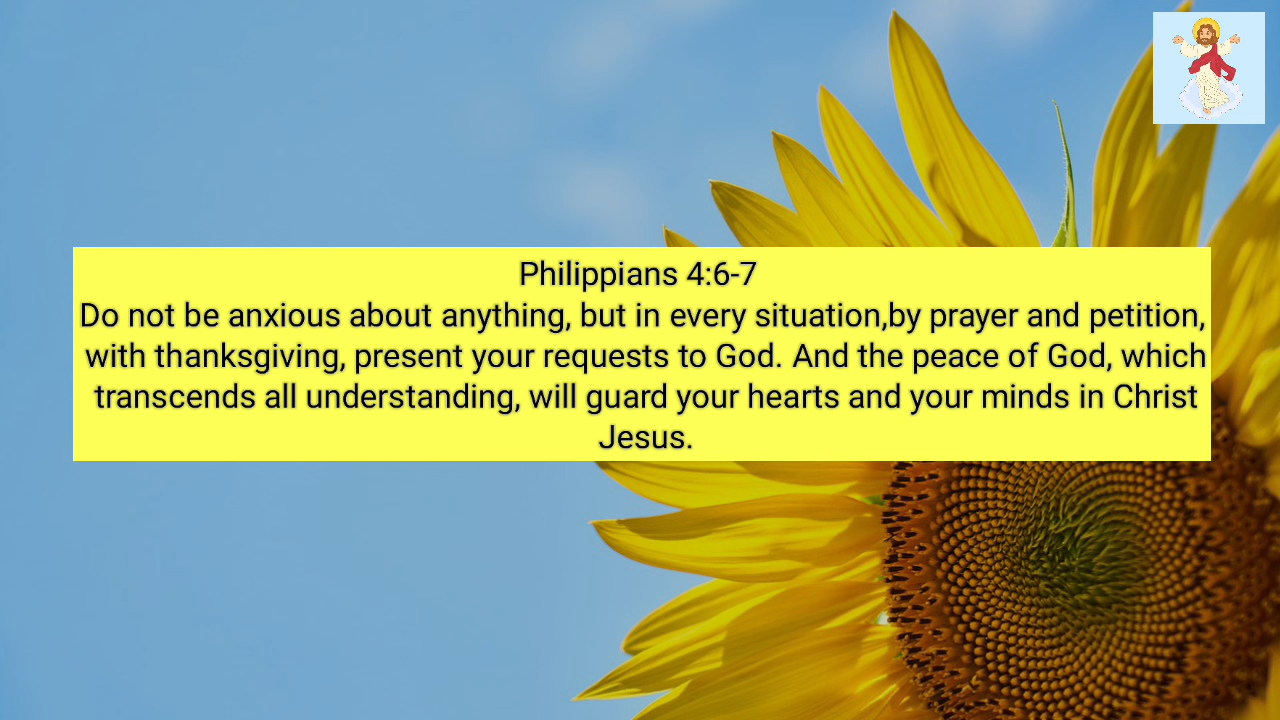 Philippians 4:6-7
Do not be anxious about anything, but in every situation,by prayer and petition,
with thanksgiving, present your requests to God. And the peace of God, which
transcends all understanding, will guard your hearts and your minds in Christ
Jesus.